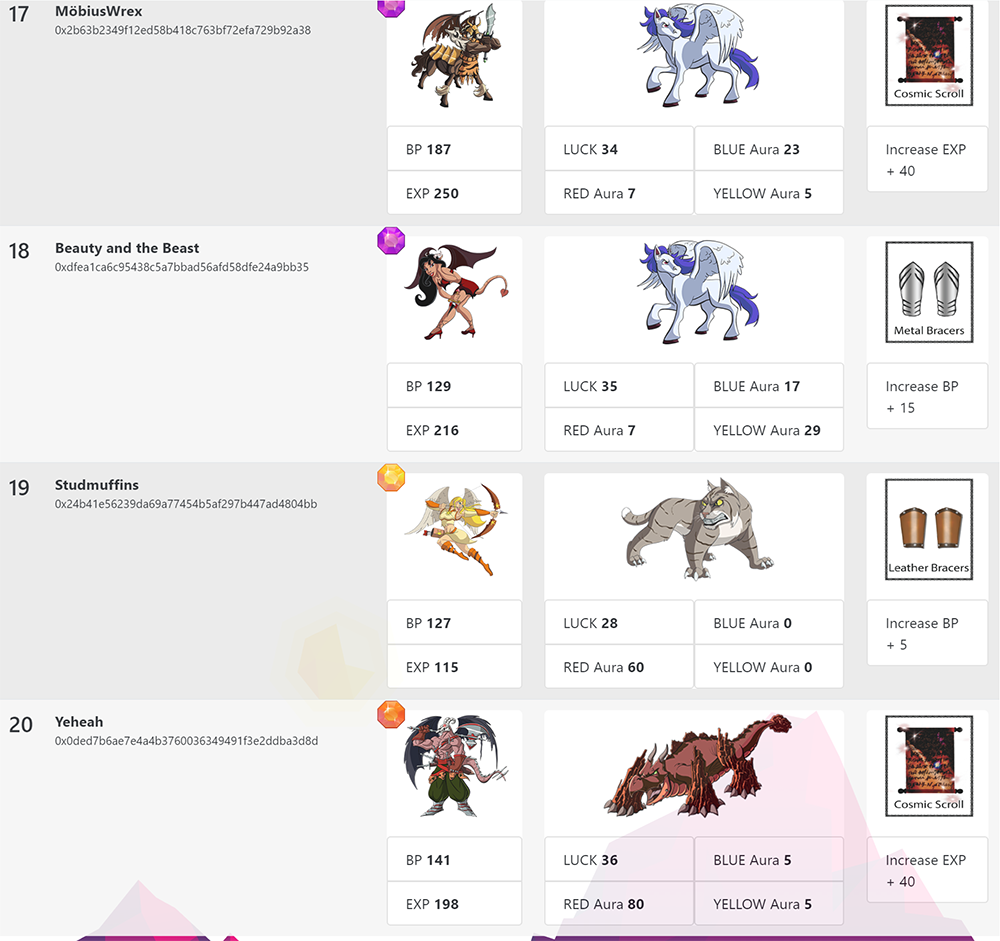 17
MöbiusWrex
0x2b63b2349f12ed58b418c763bf72efa729b92a38
Cosmic Scroll
BP 187
LUCK 34
BLUE Aura 23
Increase EXP
+ 40
EXP 250
RED Aura 7
YELLOW Aura 5
18
Beauty and the Beast
0xdfea1ca6c95438c5a7bbad56afd58dfe24a9bb35
Metal Bracers
BP 129
LUCK 35
BLUE Aura 17
Increase BP
+ 15
EXP 216
RED Aura 7
YELLOW Aura 29
19
Studmuffins
0x24b41e56239da69a77454b5af297b447ad4804bb
Leather Bracers
BP 127
LUCK 28
BLUE Aura 0
Increase BP
+ 5
EXP 115
RED Aura 60
YELLOW Aura 0
20
Yeheah
0x0ded7b6ae7e4a4b3760036349491f3e2ddba3d8d
Cosmic Scroll
BP 141
LUCK 36
BLUE Aura 5
Increase EXP
+ 40
EXP 198
RED Aura 80
YELLOW Aura 5